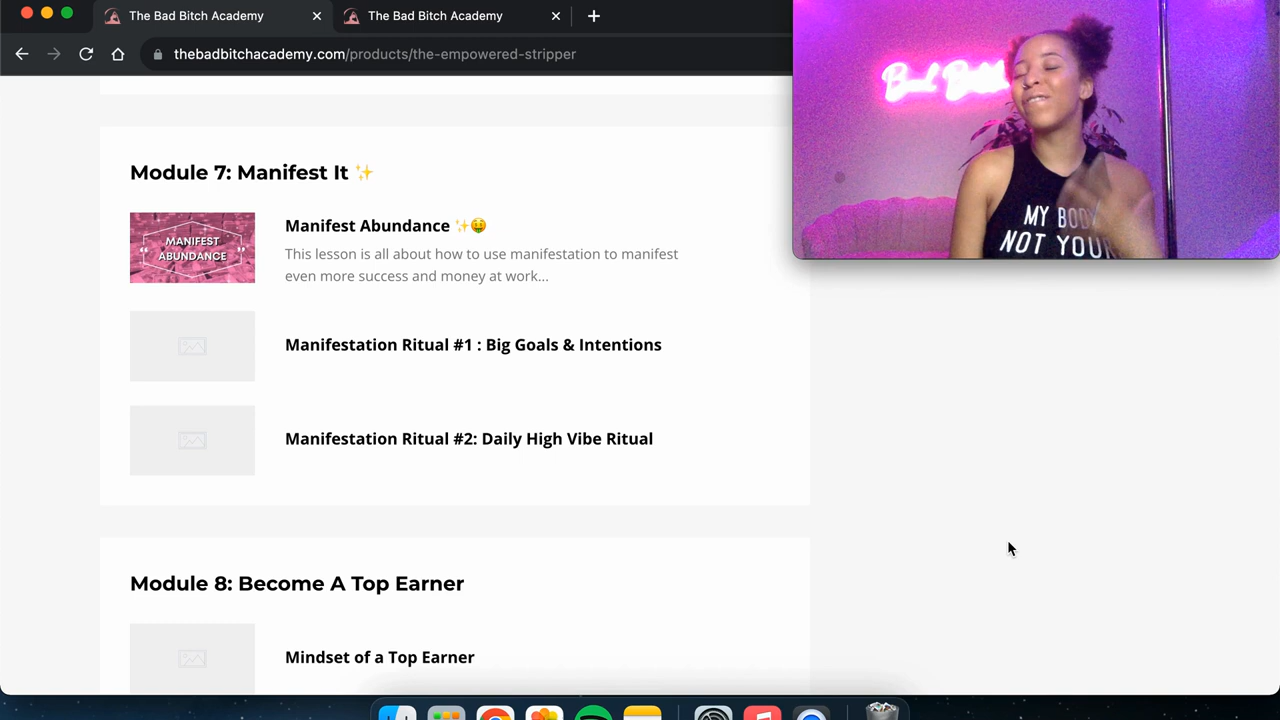 The Bad Bitch Academy
The Bad Bitch Academy
thebadbitchacademy.com/products/the-empowered-stripper
Bad Bitch
MY BODY
NOT YOUR
Module 7: Manifest It ✨
MANIFEST
“ ABUNDANCE ”
Manifest Abundance ✨🤑
This lesson is all about how to use manifestation to manifest
even more success and money at work...
Manifestation Ritual #1 : Big Goals & Intentions
Manifestation Ritual #2: Daily High Vibe Ritual
Module 8: Become A Top Earner
Mindset of a Top Earner